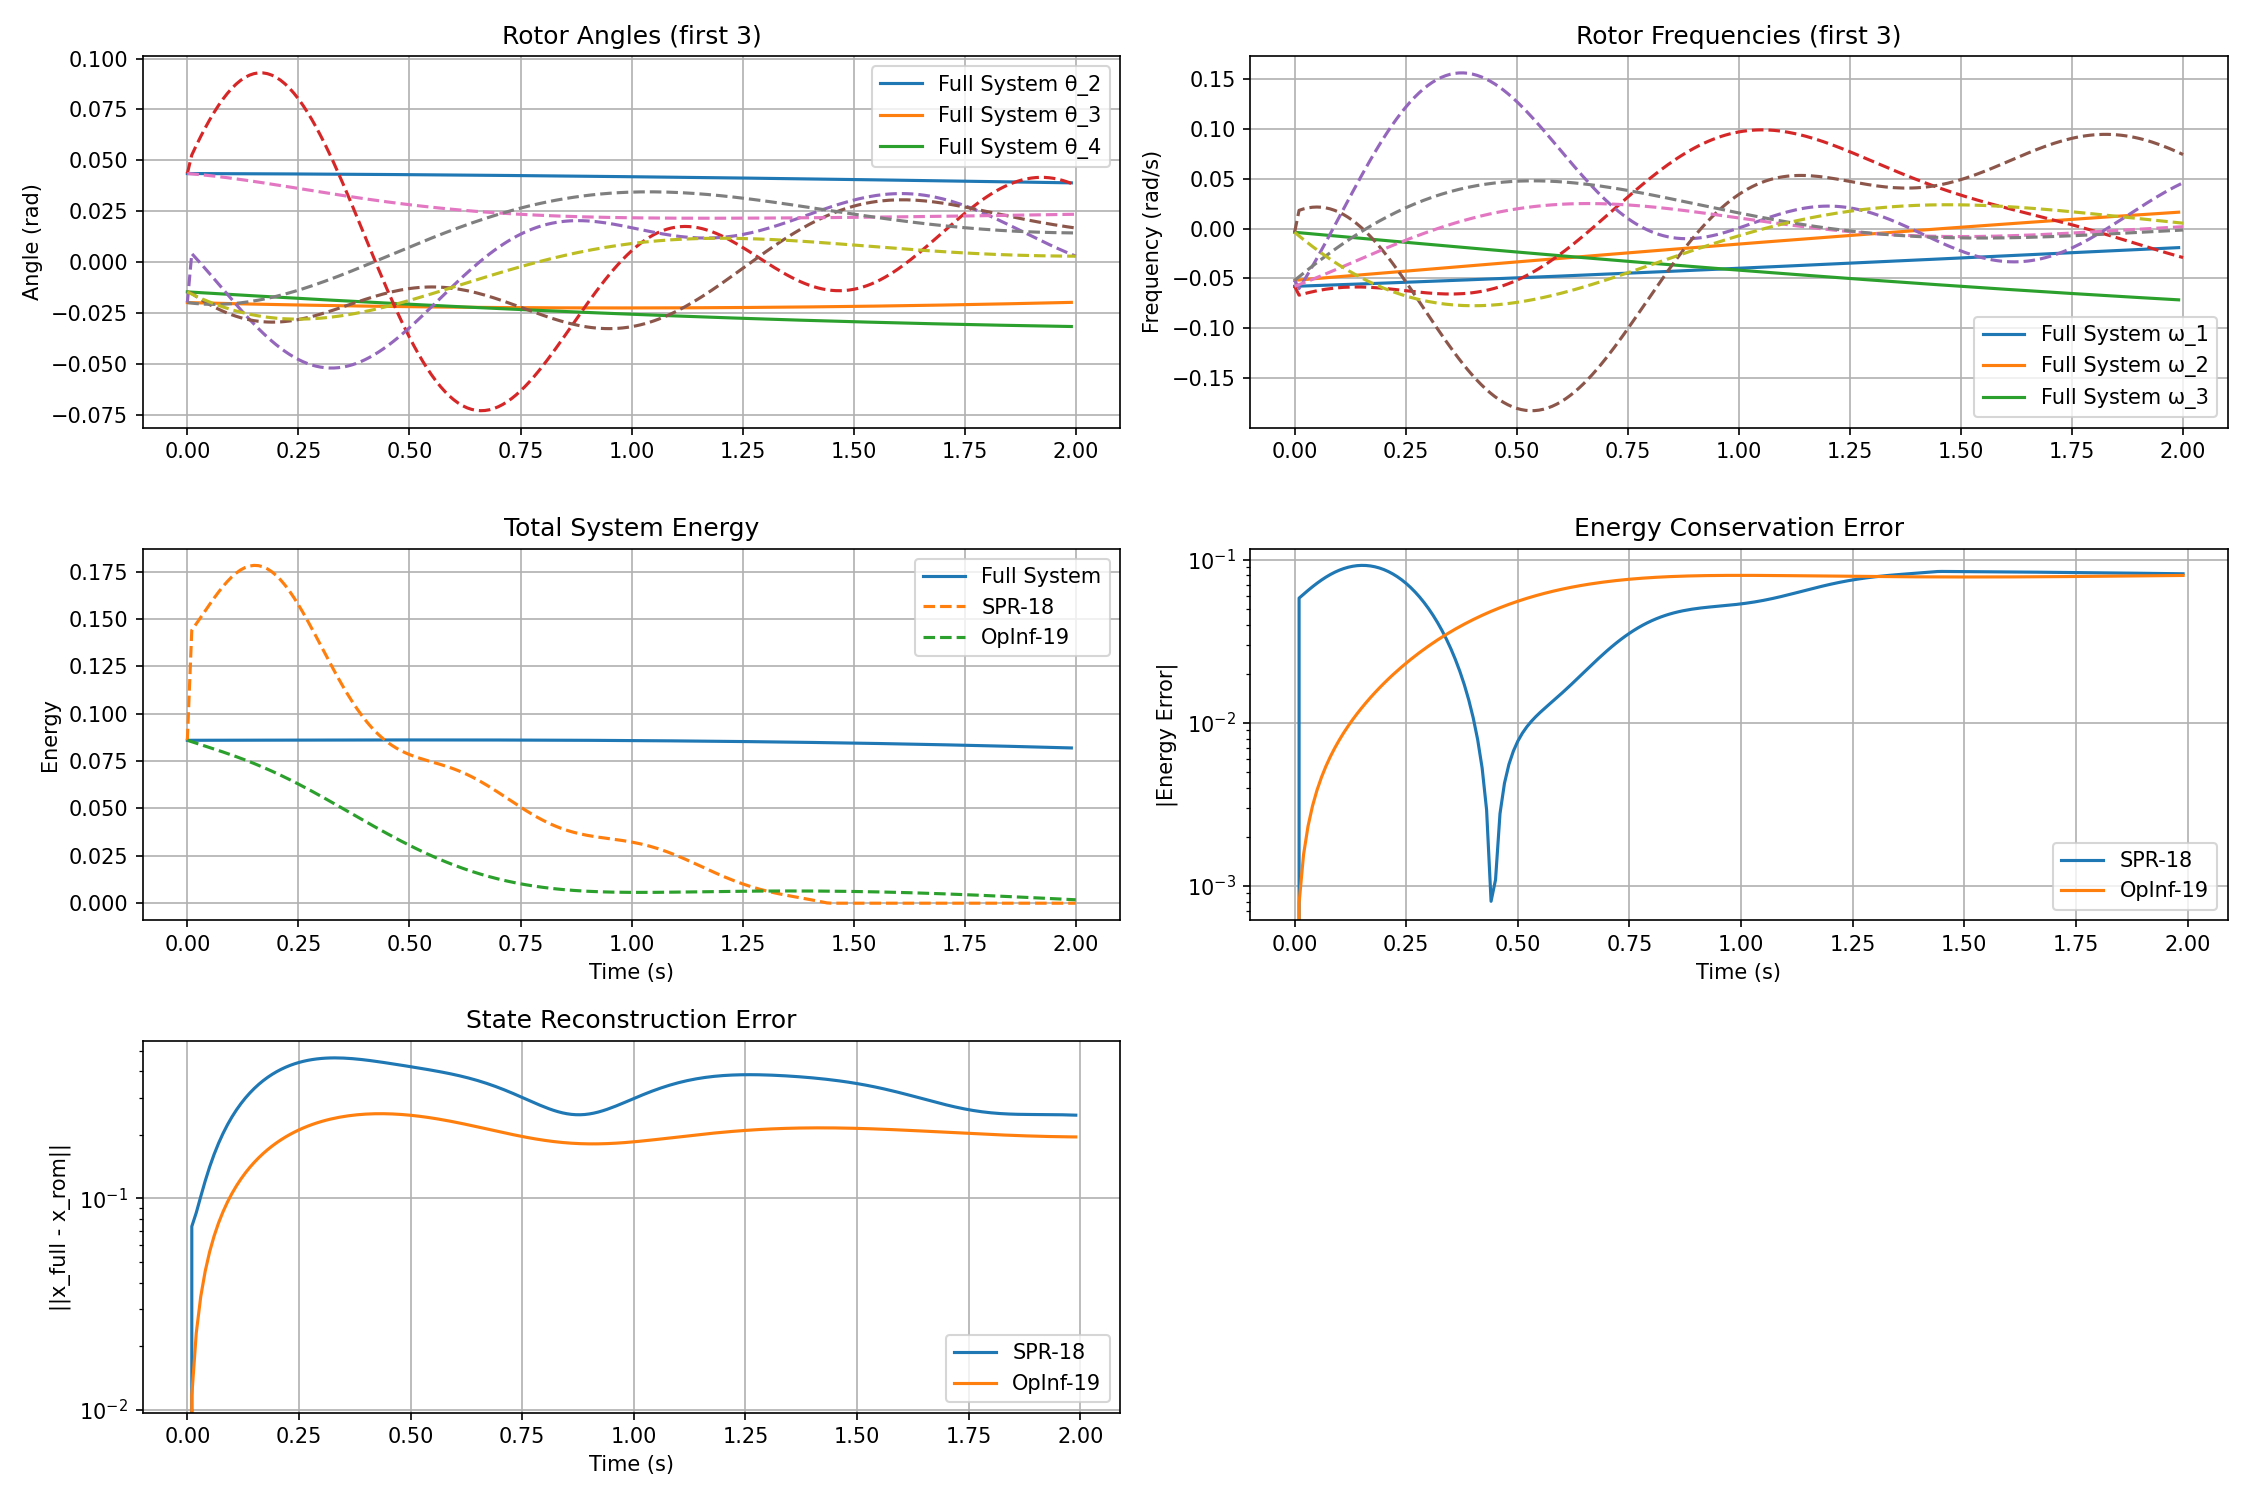 Rotor Angles (first 3)
Angle (rad)
0.100
0.075
0.050
0.025
0.000
−0.025
−0.050
−0.075
Full System θ_2
Full System θ_3
Full System θ_4
0.00 0.25 0.50 0.75 1.00 1.25 1.50 1.75 2.00
Rotor Frequencies (first 3)
Frequency (rad/s)
0.15
0.10
0.05
0.00
−0.05
−0.10
−0.15
Full System ω_1
Full System ω_2
Full System ω_3
0.00 0.25 0.50 0.75 1.00 1.25 1.50 1.75 2.00
Total System Energy
Energy
0.175
0.150
0.125
0.100
0.075
0.050
0.025
0.000
Full System
SPR-18
OpInf-19
0.00 0.25 0.50 0.75 1.00 1.25 1.50 1.75 2.00
Time (s)
Energy Conservation Error
|Energy Error|
10⁻¹
10⁻²
10⁻³
SPR-18
OpInf-19
0.00 0.25 0.50 0.75 1.00 1.25 1.50 1.75 2.00
Time (s)
State Reconstruction Error
||x_full - x_rom||
10⁻¹
10⁻²
SPR-18
OpInf-19
0.00 0.25 0.50 0.75 1.00 1.25 1.50 1.75 2.00
Time (s)